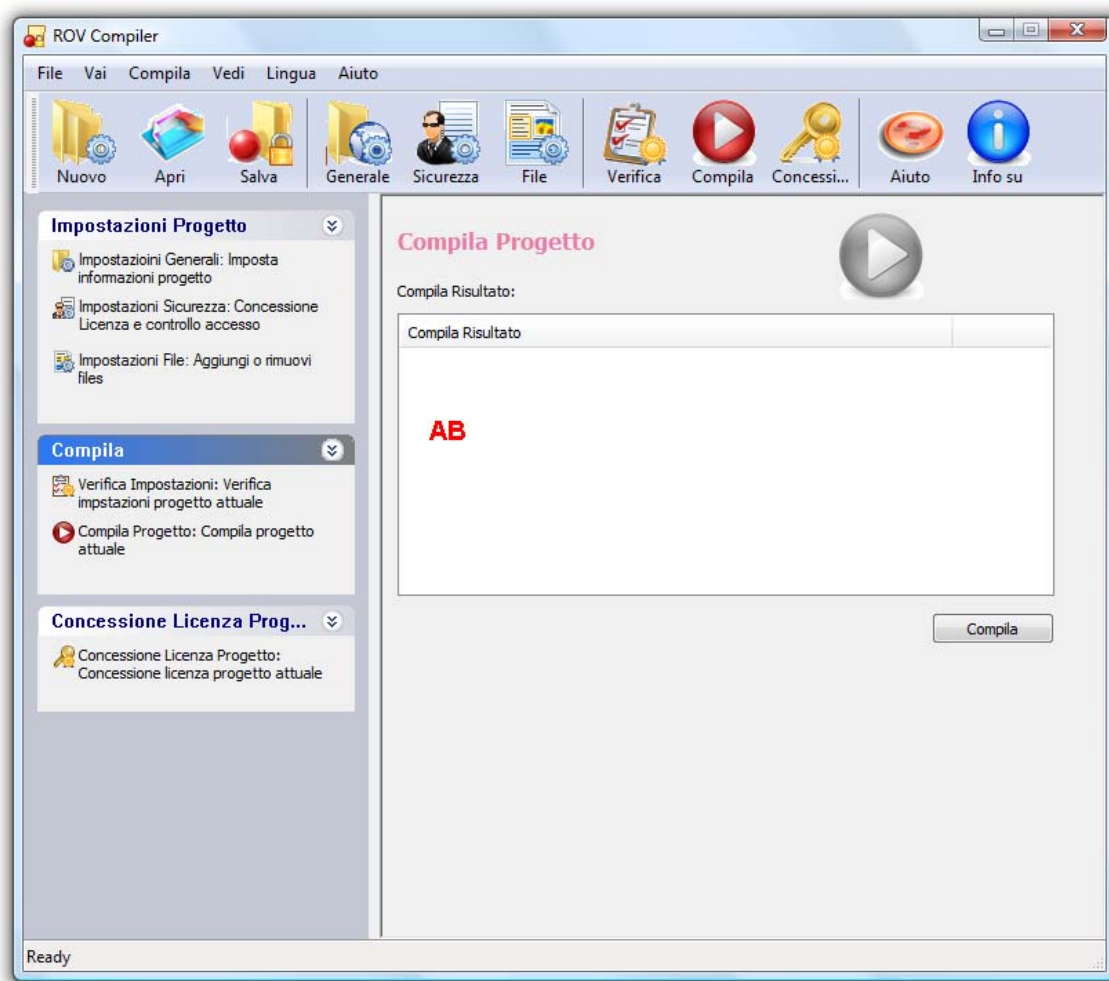 ROV Compiler
File Vai Compila Vedi Lingua Aiuto
Nuovo Apri Salva Generale Sicurezza File Verifica Compila Concessi... Aiuto Info su
Impostazioni Progetto
Impostazioini Generali: Imposta
informazioni progetto
Impostazioni Sicurezza: Concessione
Licenza e controllo accesso
Impostazioni File: Aggiungi o rimuovi
files
Compila
Verifica Impostazioni: Verifica
impstazioni progetto attuale
Compila Progetto: Compila progetto
attuale
Concessione Licenza Prog...
Concessione Licenza Progetto:
Concessione licenza progetto attuale
Compila Progetto
Compila Risultato:
Compila Risultato
AB
Compila
Ready